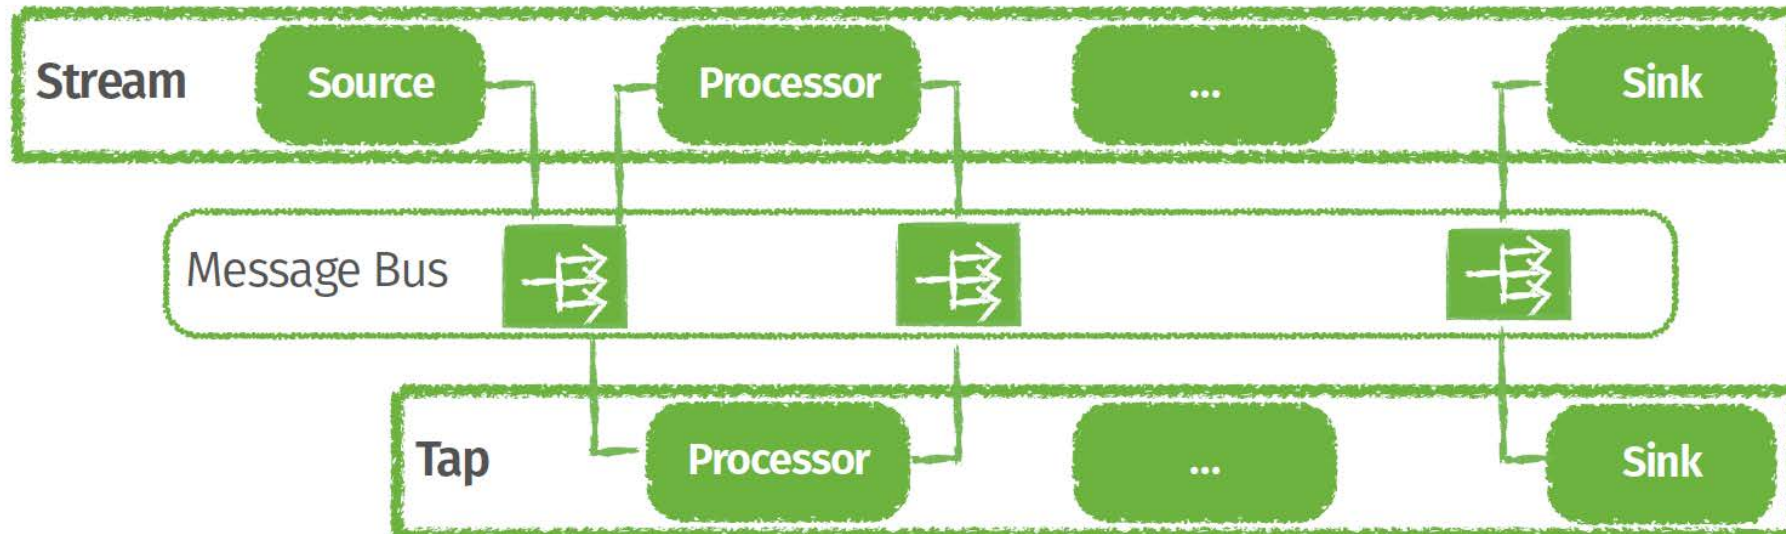 Stream Source Processor ... Sink
Message Bus
Tap Processor ... Sink